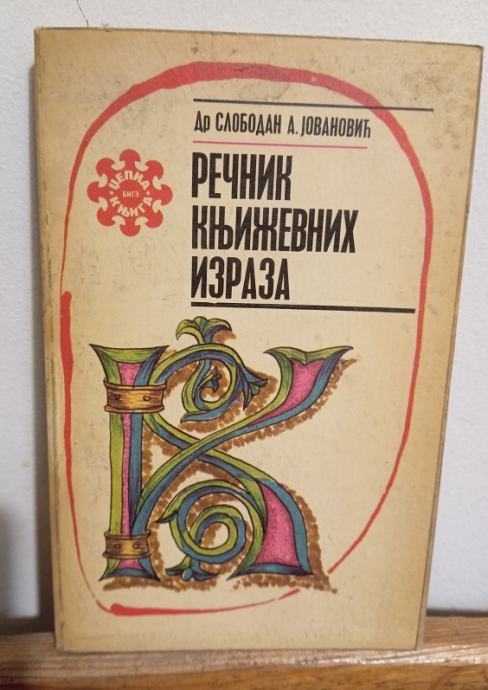 Др СЛОБОДАН А. ЈОВАНОВИЋ
ЏЕПНА
БИГЗ
КЊИГА
РЕЧНИК
КЊИЖЕВНИХ
ИЗРАЗА
К